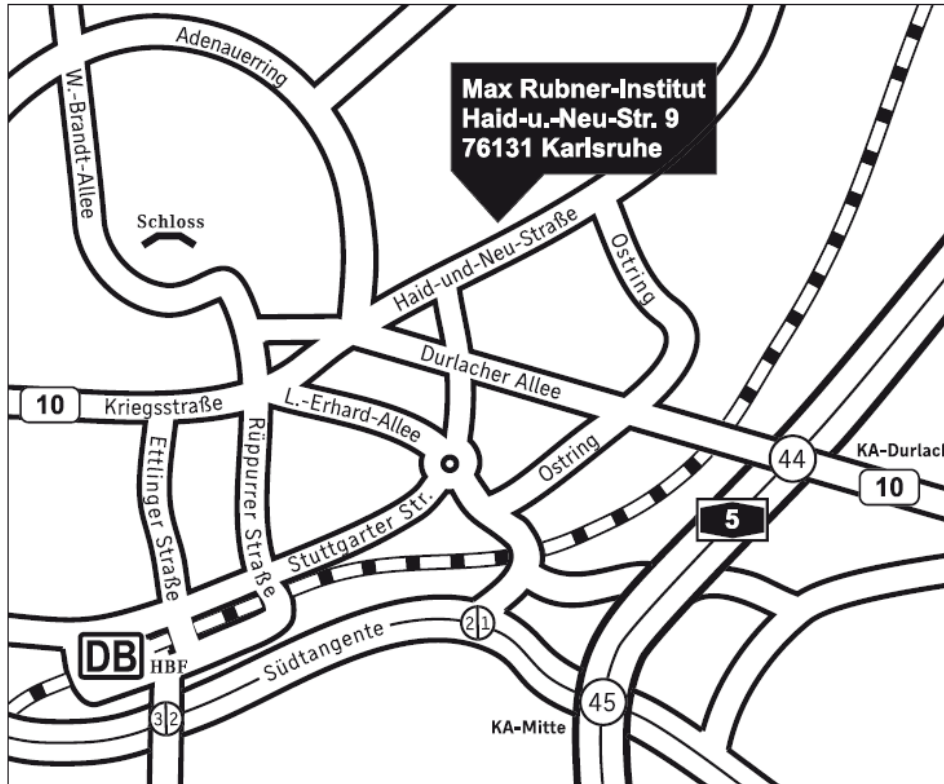 Adenauerring
W.-Brandt-Allee
Max Rubner-Institut
Haid-u.-Neu-Str. 9
76131 Karlsruhe
Schloss
Haid-und-Neu-Straße
Ostring
Durlacher Allee
10
Kriegsstraße
L.-Erhard-Allee
Ettlinger Straße
Rüppurrer Straße
Ostring
44
KA-Durlach
10
5
Stuttgarter Str.
2 1
Südtangente
DB
HBF
3 2
45
KA-Mitte